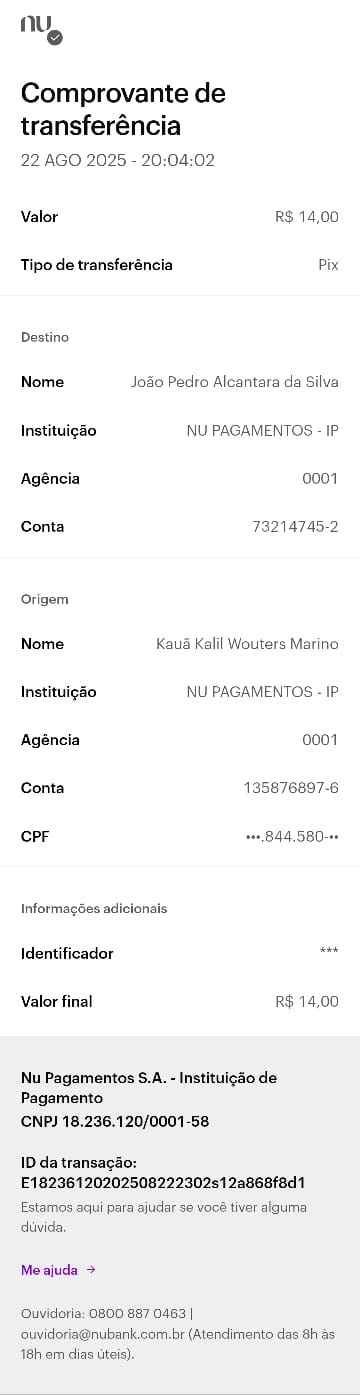 nu
Comprovante de
transferência
22 AGO 2025 - 20:04:02
Valor R$ 14,00
Tipo de transferência Pix
Destino
Nome João Pedro Alcantara da Silva
Instituição NU PAGAMENTOS - IP
Agência 0001
Conta 73214745-2
Origem
Nome Kauã Kalil Wouters Marino
Instituição NU PAGAMENTOS - IP
Agência 0001
Conta 135876897-6
CPF •••.844.580-••
Informações adicionais
Identificador ***
Valor final R$ 14,00
Nu Pagamentos S.A. - Instituição de
Pagamento
CNPJ 18.236.120/0001-58
ID da transação:
E18236120202508222302s12a868f8d1
Estamos aqui para ajudar se você tiver alguma
dúvida.
Me ajuda →
Ouvidoria: 0800 887 0463 |
ouvidoria@nubank.com.br (Atendimento das 8h às
18h em dias úteis).